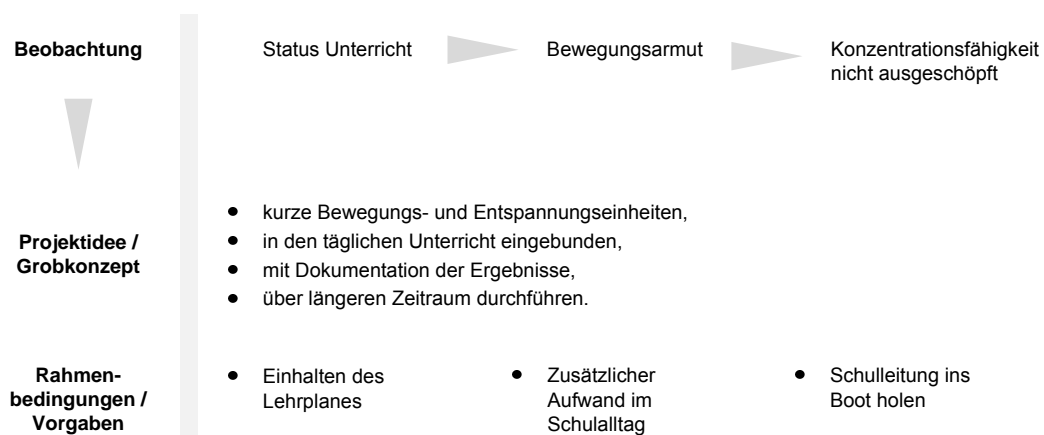 Beobachtung
Status Unterricht
Bewegungsarmut
Konzentrationsfähigkeit
nicht ausgeschöpft
Projektidee /
Grobkonzept
● kurze Bewegungs- und Entspannungseinheiten,
● in den täglichen Unterricht eingebunden,
● mit Dokumentation der Ergebnisse,
● über längeren Zeitraum durchführen.
Rahmen-
bedingungen /
Vorgaben
● Einhalten des
Lehrplanes
● Zusätzlicher
Aufwand im
Schulalltag
● Schulleitung ins
Boot holen